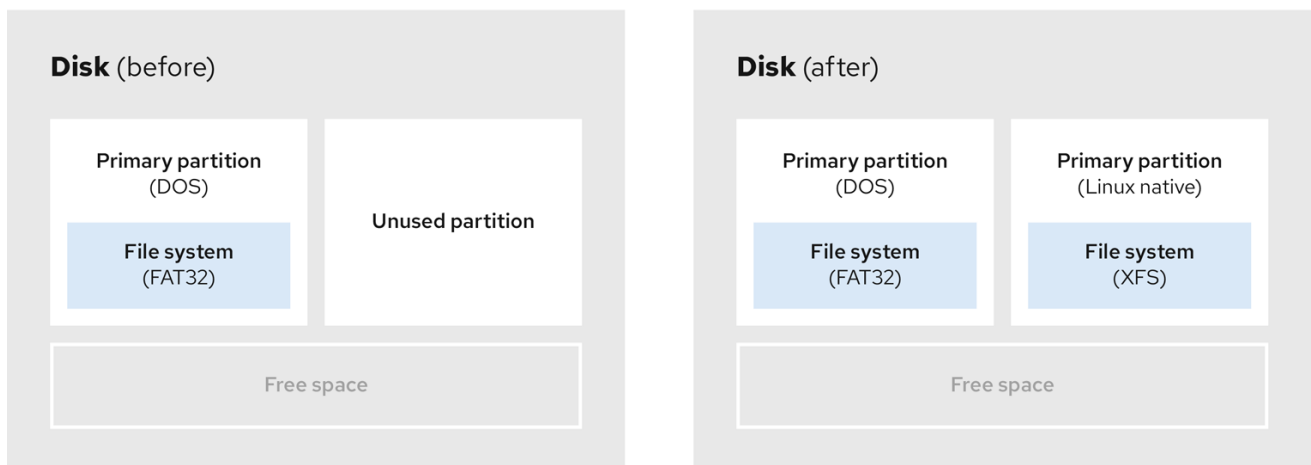 Disk (before)
Primary partition
(DOS)
File system
(FAT32)
Unused partition
Free space
Disk (after)
Primary partition
(DOS)
File system
(FAT32)
Primary partition
(Linux native)
File system
(XFS)
Free space